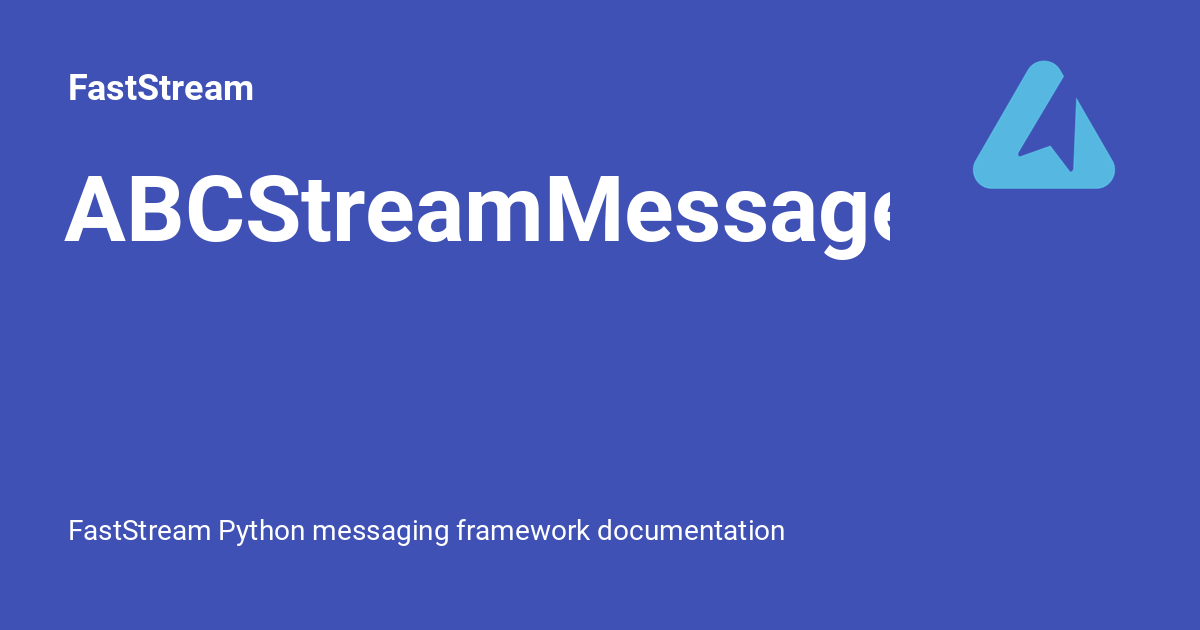 FastStream
ABCStreamMessage
FastStream Python messaging framework documentation